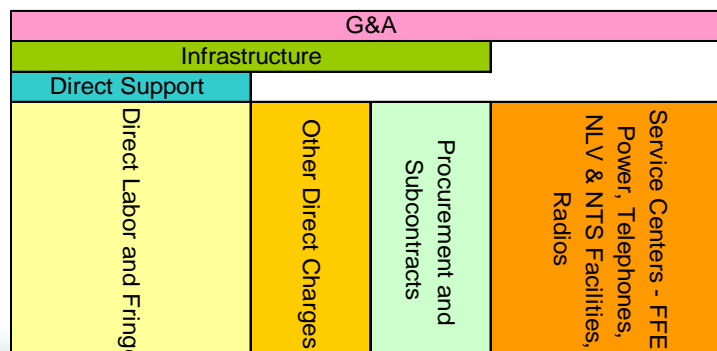 G&A
Infrastructure
Direct Support
Direct Labor and Fringe
Other Direct Charges
Procurement and
Subcontracts
Service Centers - FFE
Power, Telephones,
NLV & NTS Facilities,
Radios